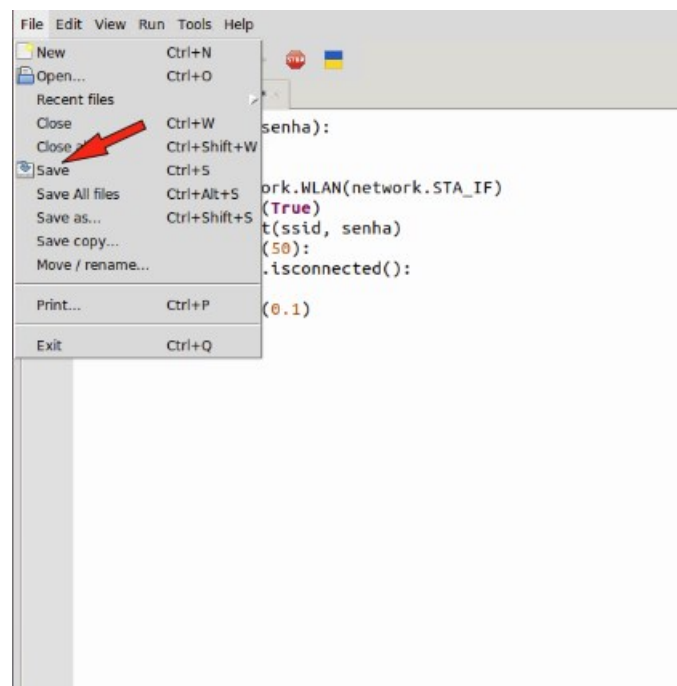 File Edit View Run Tools Help
New Ctrl+N
Open... Ctrl+O
Recent files
Close Ctrl+W
Close Ctrl+Shift+W
Save Ctrl+S
Save All files Ctrl+Alt+S
Save as... Ctrl+Shift+S
Save copy...
Move / rename...
Print... Ctrl+P
Exit Ctrl+Q
STOP
senha):
ork.WLAN(network.STA_IF)
(True)
t(ssid, senha)
(50):
.isconnected():
(0.1)